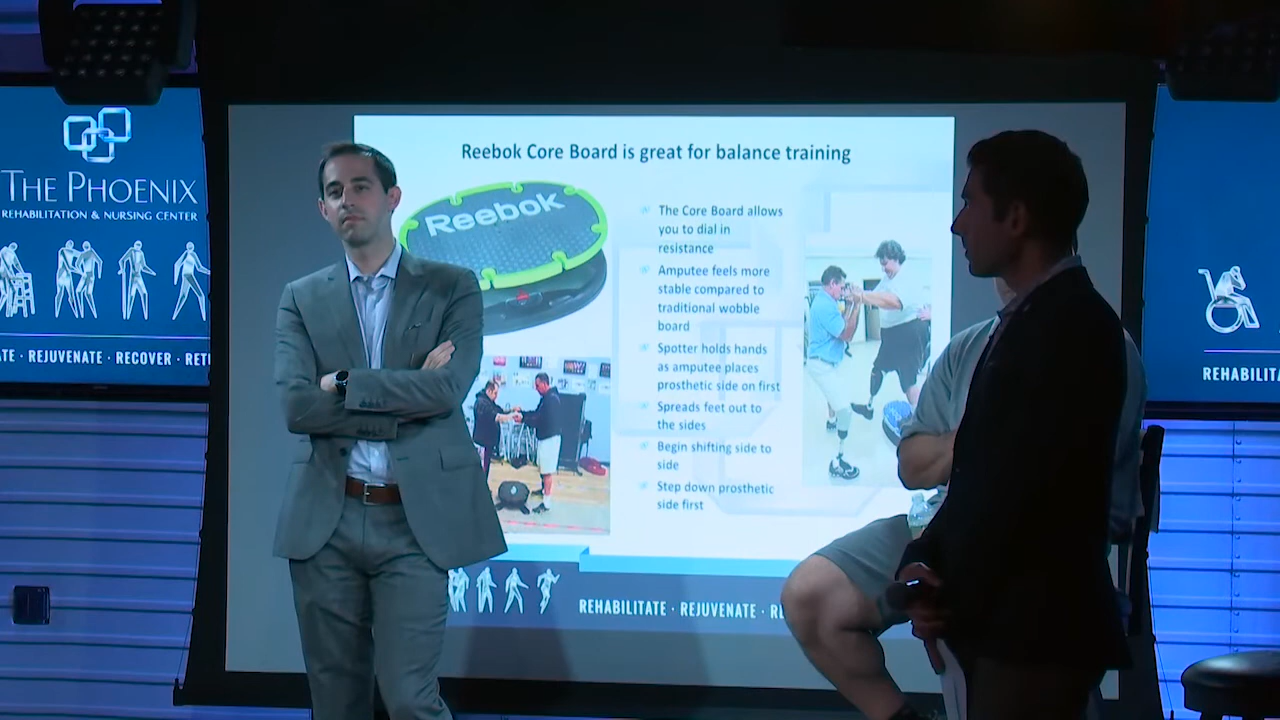 THE PHOENIX
REHABILITATION & NURSING CENTER
ATE · REJUVENATE · RECOVER · RET
Reebok Core Board is great for balance training
Reebok
The Core Board allows
you to dial in
resistance
Amputee feels more
stable compared to
traditional wobble
board
Spotter holds hands
as amputee places
prosthetic side on first
Spreads feet out to
the sides
Begin shifting side to
side
Step down prosthetic
side first
REHABILITATE · REJUVENATE · RE
REHABILITA